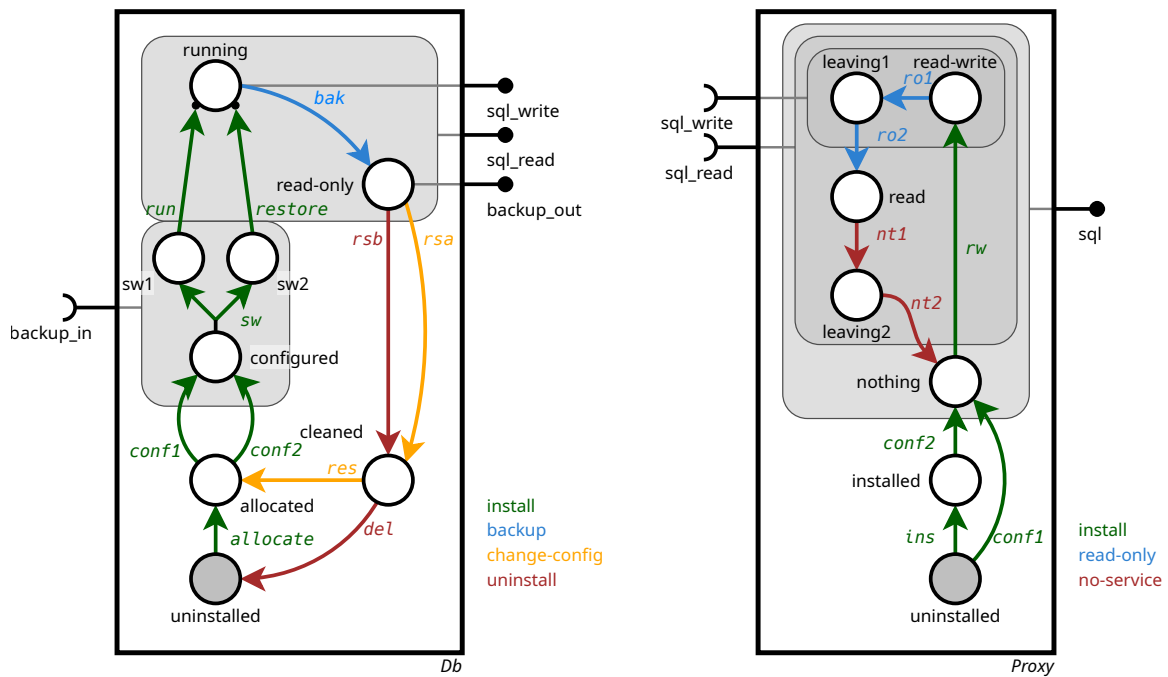 running
bak
sql_write
sql_read
read-only
backup_out
run
restore
rsb
rsa
sw1
sw2
backup_in
sw
configured
cleaned
conf1
conf2
res
allocated
allocate
del
uninstalled
install
backup
change-config
uninstall
Db
leaving1
read-write
ro1
sql_write
ro2
sql_read
read
nt1
sql
rw
nt2
leaving2
nothing
conf2
installed
ins
conf1
uninstalled
install
read-only
no-service
Proxy